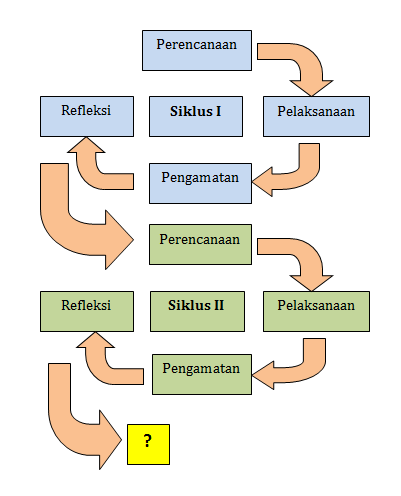 Perencanaan
Refleksi
Siklus I
Pelaksanaan
Pengamatan
Perencanaan
Refleksi
Siklus II
Pelaksanaan
Pengamatan
?